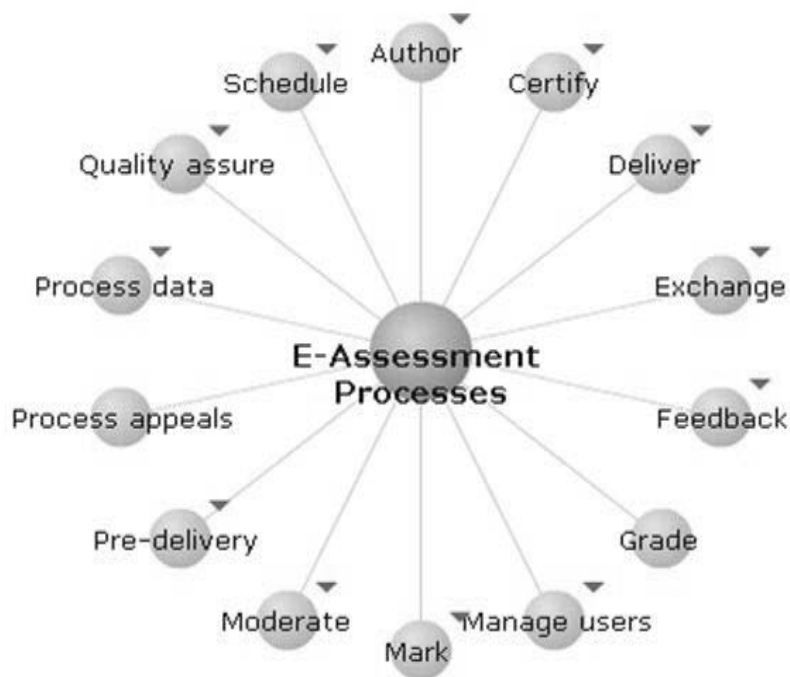 Author
Schedule
Certify
Quality assure
Deliver
Process data
Exchange
E-Assessment
Processes
Process appeals
Feedback
Pre-delivery
Grade
Moderate
Manage users
Mark